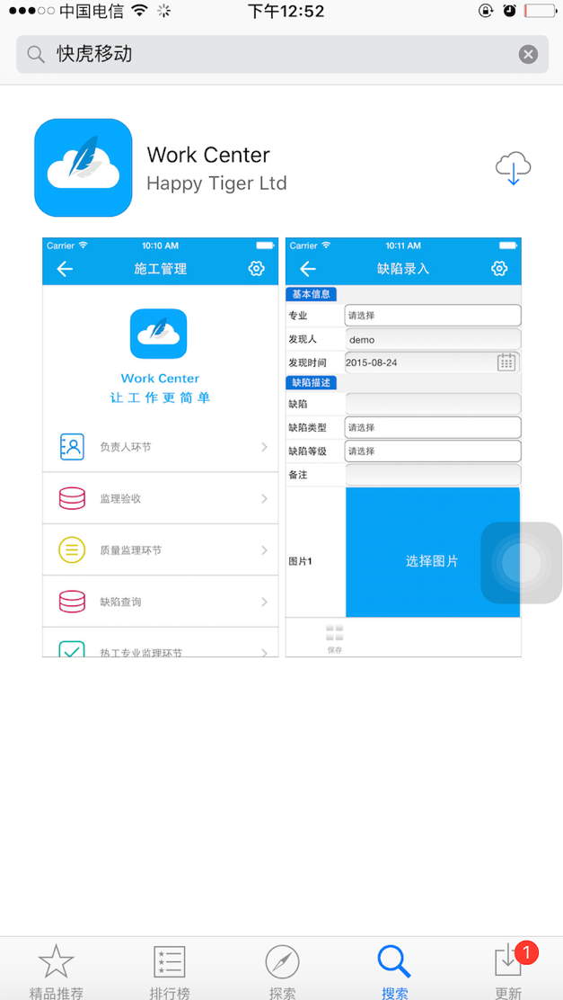 中国电信 下午12:52
快虎移动
Work Center
Happy Tiger Ltd
Carrier 10:10 AM
施工管理
Work Center
让工作更简单
负责人环节
监理验收
质量监理环节
缺陷查询
热工专业监理环节
Carrier 10:11 AM
缺陷录入
基本信息
专业 请选择
发现人 demo
发现时间 2015-08-24
缺陷描述
缺陷
缺陷类型 请选择
缺陷等级 请选择
备注
图片1 选择图片
保存
1
精品推荐 排行榜 探索 搜索 更新